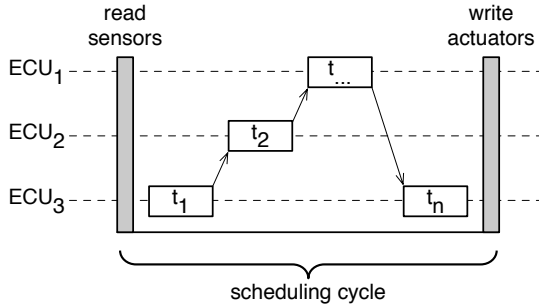 read
sensors
write
actuators
ECU1
t...
ECU2
t2
ECU3
t1
tn
scheduling cycle